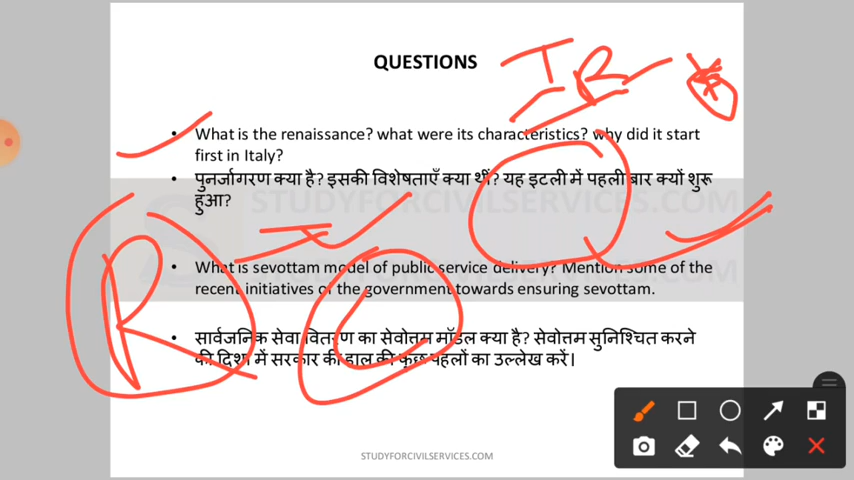 QUESTIONS
IR
What is the renaissance? what were its characteristics? why did it start
first in Italy?
पुनर्जागरण क्या है? इसकी विशेषताएँ क्या थीं? यह इटली में पहली बार क्यों शुरू
हुआ?
STUDYFORCIVILSERVICES.COM
What is sevottam model of public service delivery? Mention some of the
recent initiatives of the government towards ensuring sevottam.
R
सार्वजनिक सेवा वितरण का सेवोत्तम मॉडल क्या है? सेवोत्तम सुनिश्चित करने
की दिशा में सरकार की हाल की कुछ पहलों का उल्लेख करें।
STUDYFORCIVILSERVICES.COM